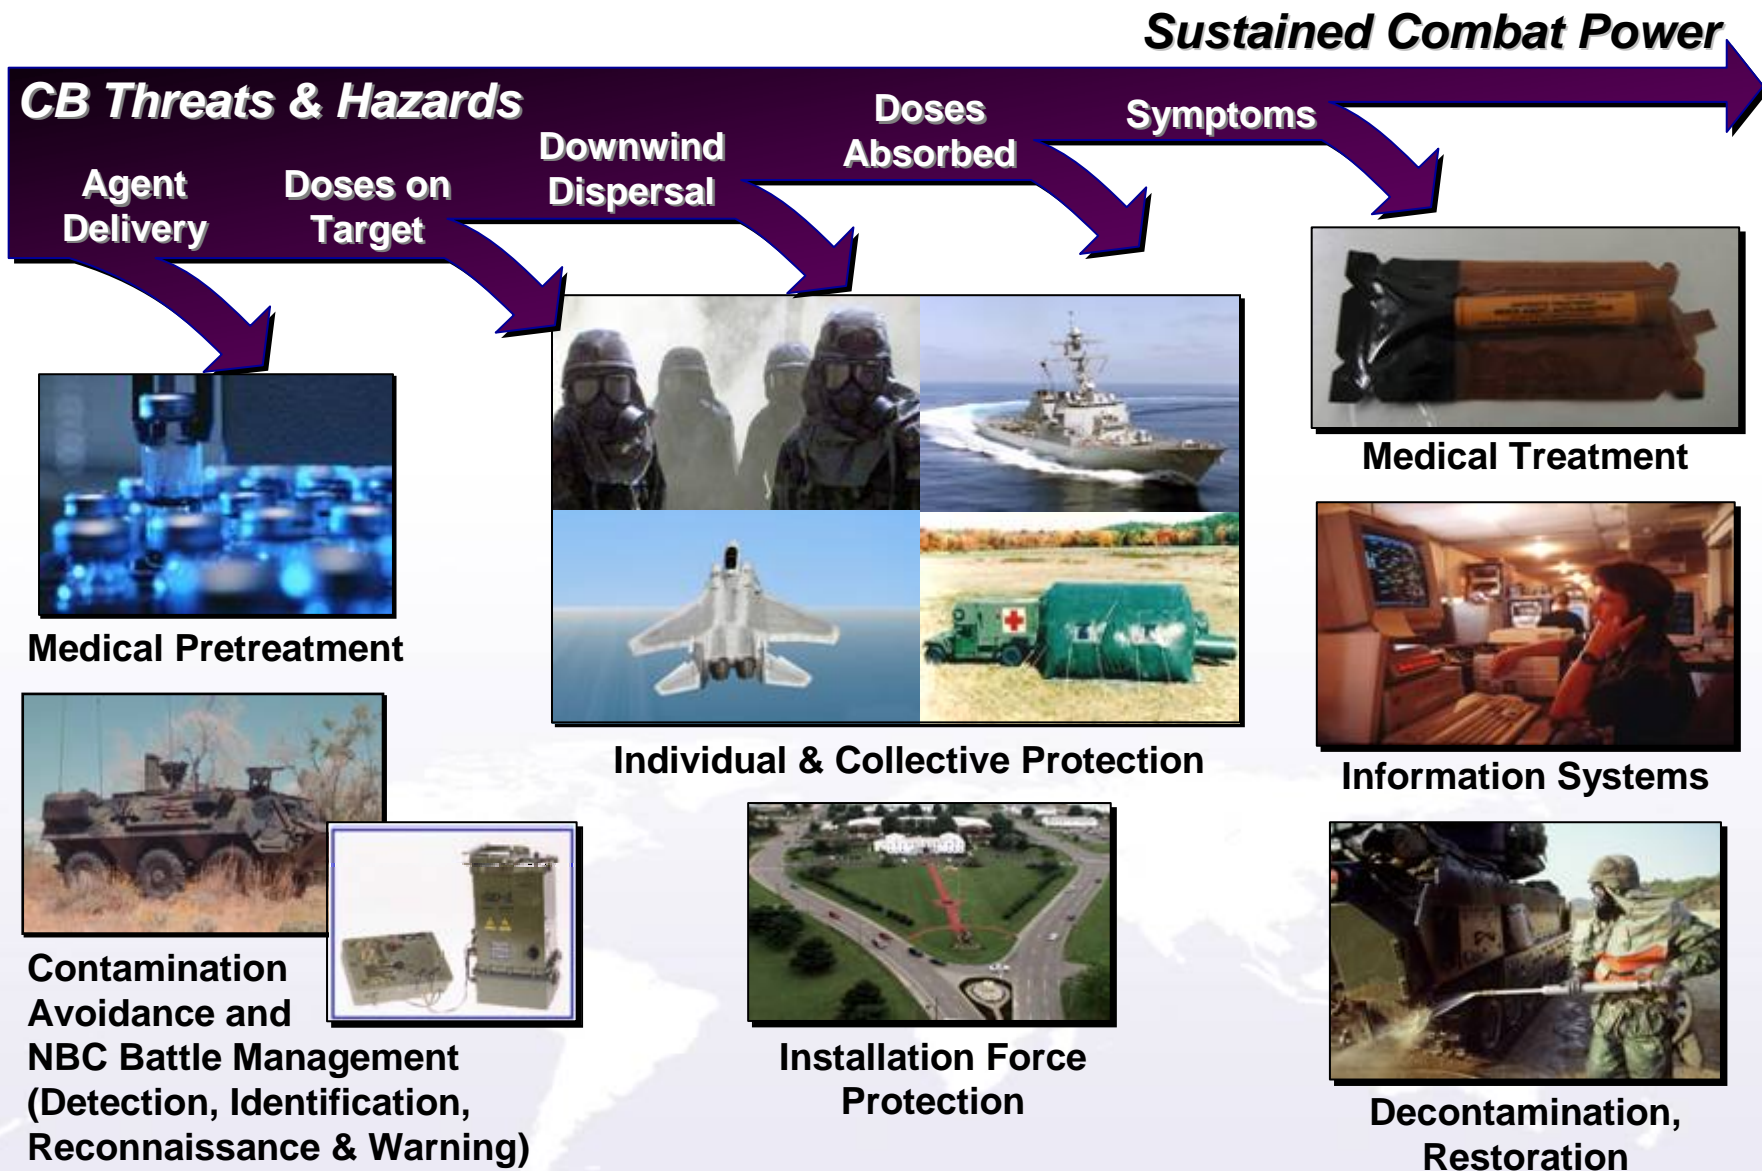 Sustained Combat Power
CB Threats & Hazards
Agent
Delivery
Doses on
Target
Downwind
Dispersal
Doses
Absorbed
Symptoms
Medical Pretreatment
Contamination
Avoidance and
NBC Battle Management
(Detection, Identification,
Reconnaissance & Warning)
Individual & Collective Protection
Installation Force
Protection
Medical Treatment
Information Systems
Decontamination,
Restoration